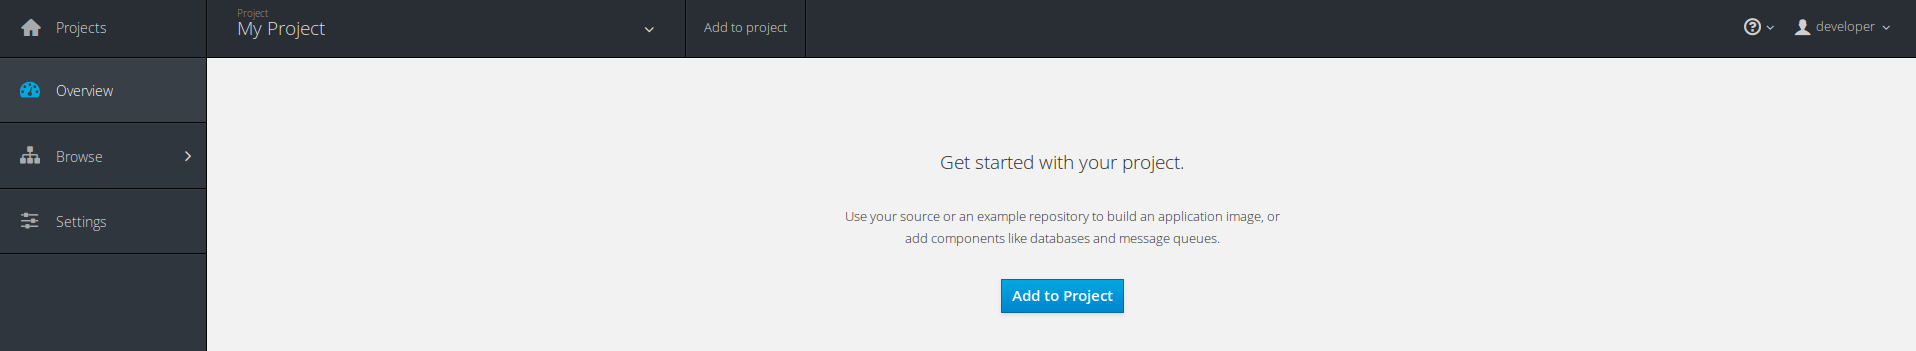 Projects
Project
My Project
Add to project
developer
Overview
Browse
Settings
Get started with your project.
Use your source or an example repository to build an application image, or
add components like databases and message queues.
Add to Project